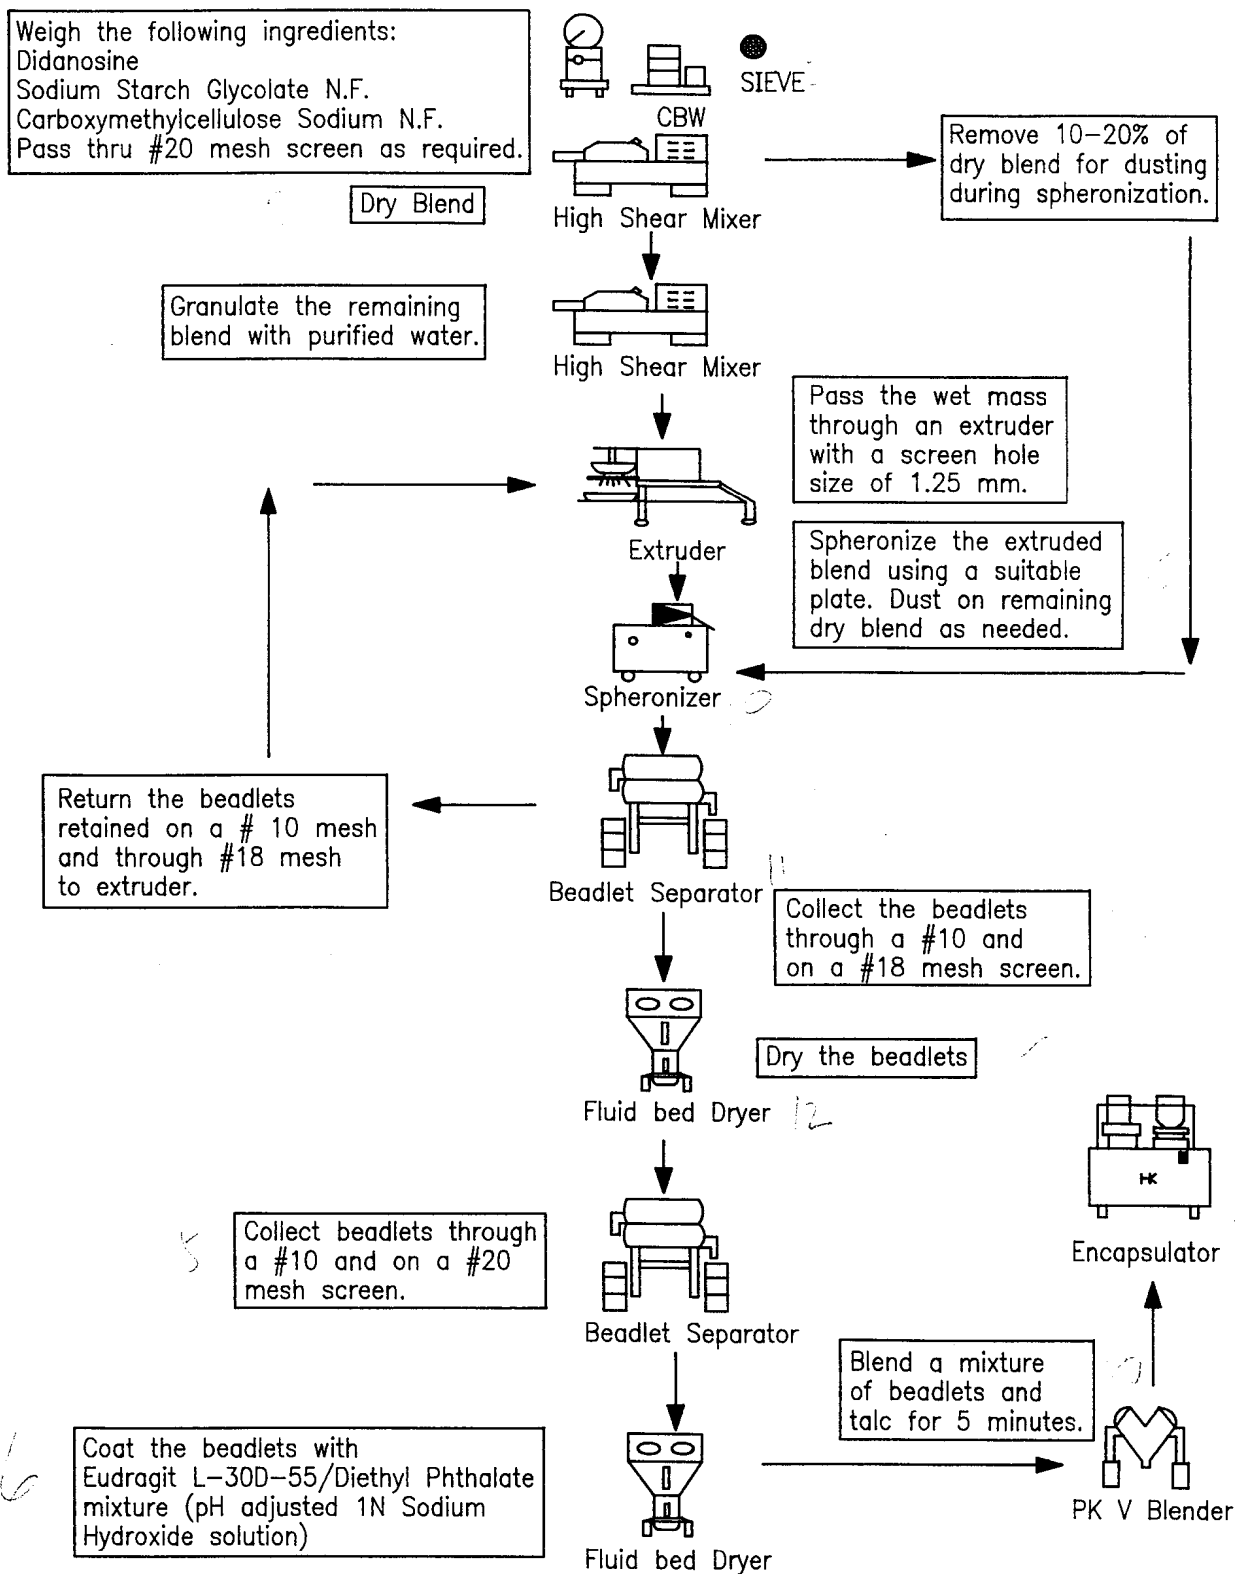 Weigh the following ingredients:
Didanosine
Sodium Starch Glycolate N.F.
Carboxymethylcellulose Sodium N.F.
Pass thru #20 mesh screen as required.
SIEVE
CBW
Dry Blend
High Shear Mixer
Remove 10-20% of
dry blend for dusting
during spheronization.
Granulate the remaining
blend with purified water.
High Shear Mixer
Pass the wet mass
through an extruder
with a screen hole
size of 1.25 mm.
Extruder
Spheronize the extruded
blend using a suitable
plate. Dust on remaining
dry blend as needed.
Spheronizer
Return the beadlets
retained on a # 10 mesh
and through #18 mesh
to extruder.
Beadlet Separator
11
Collect the beadlets
through a #10 and
on a #18 mesh screen.
Dry the beadlets
Fluid bed Dryer
12
HK
Encapsulator
5
Collect beadlets through
a #10 and on a #20
mesh screen.
Beadlet Separator
Blend a mixture
of beadlets and
talc for 5 minutes.
PK V Blender
6
Coat the beadlets with
Eudragit L-30D-55/Diethyl Phthalate
mixture (pH adjusted 1N Sodium
Hydroxide solution)
Fluid bed Dryer